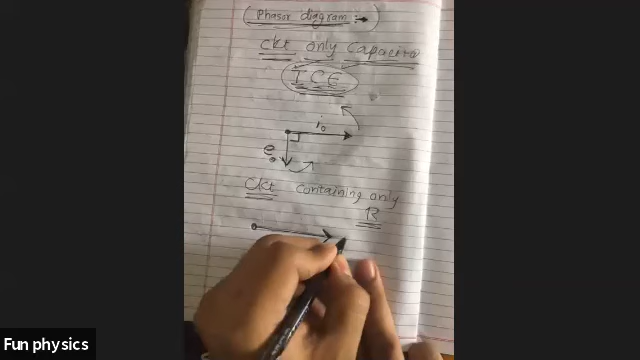 Phasor diagram :→
Ckt only Capacitor
ICE
i₀
e₀
Ckt Containing only
R
Fun physics